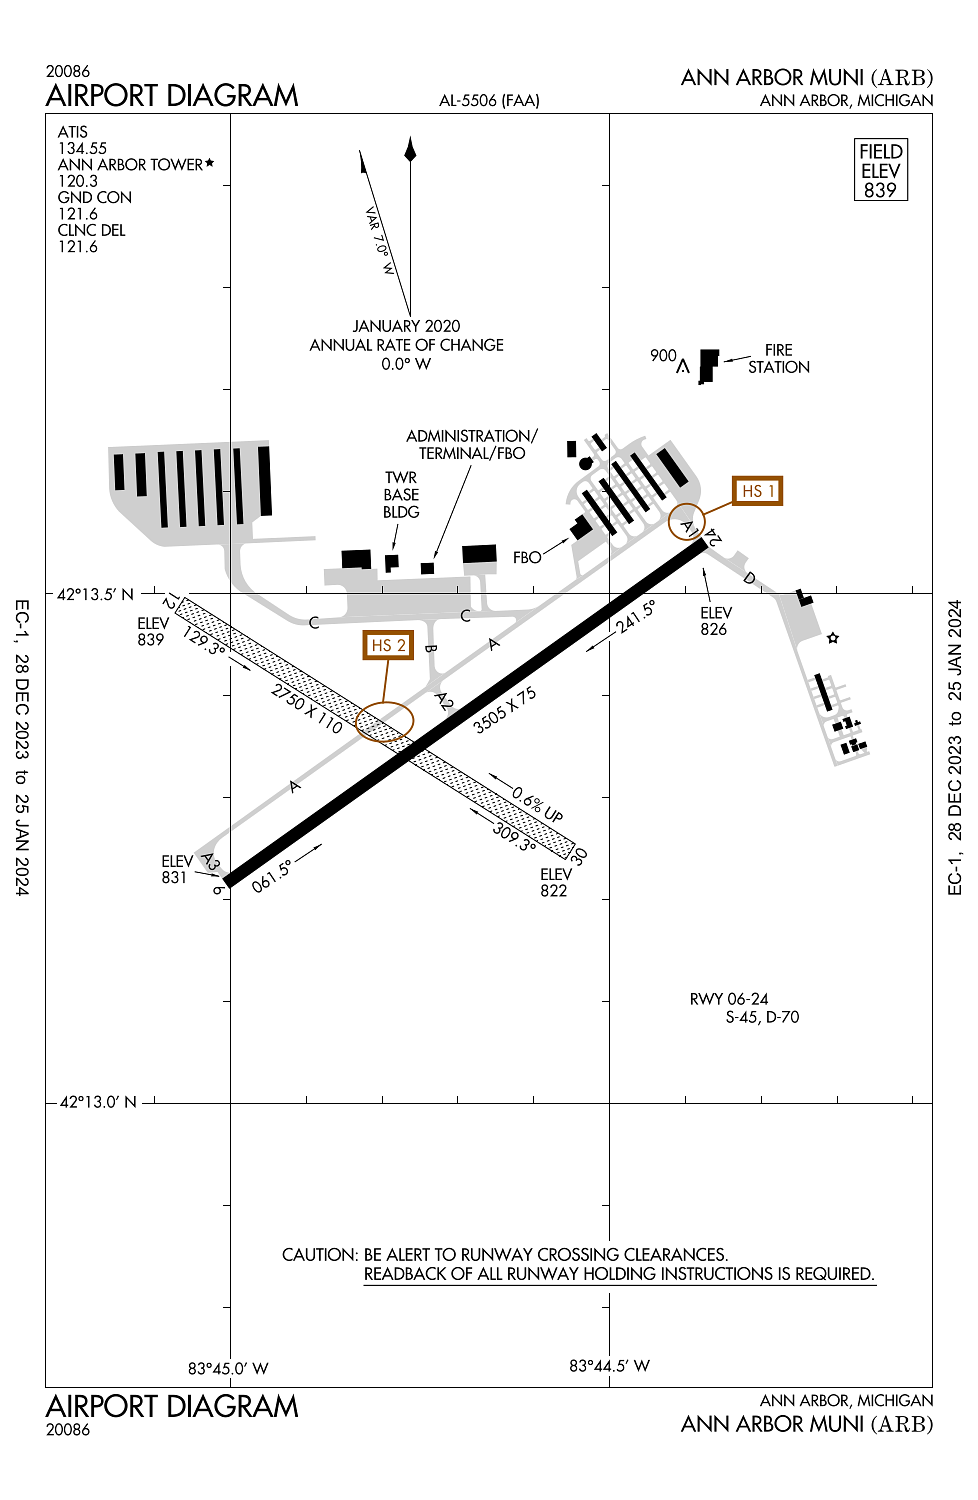 20086
AIRPORT DIAGRAM
AL-5506 (FAA)
ANN ARBOR MUNI (ARB)
ANN ARBOR, MICHIGAN
ATIS
134.55
ANN ARBOR TOWER★
120.3
GND CON
121.6
CLNC DEL
121.6
FIELD
ELEV
839
VAR 7.0° W
JANUARY 2020
ANNUAL RATE OF CHANGE
0.0° W
900
FIRE
STATION
ADMINISTRATION/
TERMINAL/FBO
TWR
BASE
BLDG
FBO
HS 1
A1
24
D
42°13.5' N
12
ELEV
839
129.3°
C
C
HS 2
B
A
241.5°
ELEV
826
2750 X 110
A2
3505 X 75
A
0.6% UP
309.3°
30
ELEV
822
ELEV
831
A3
6
061.5°
EC-1, 28 DEC 2023 to 25 JAN 2024
EC-1, 28 DEC 2023 to 25 JAN 2024
RWY 06-24
S-45, D-70
42°13.0' N
CAUTION: BE ALERT TO RUNWAY CROSSING CLEARANCES.
READBACK OF ALL RUNWAY HOLDING INSTRUCTIONS IS REQUIRED.
83°45.0' W
83°44.5' W
AIRPORT DIAGRAM
20086
ANN ARBOR, MICHIGAN
ANN ARBOR MUNI (ARB)